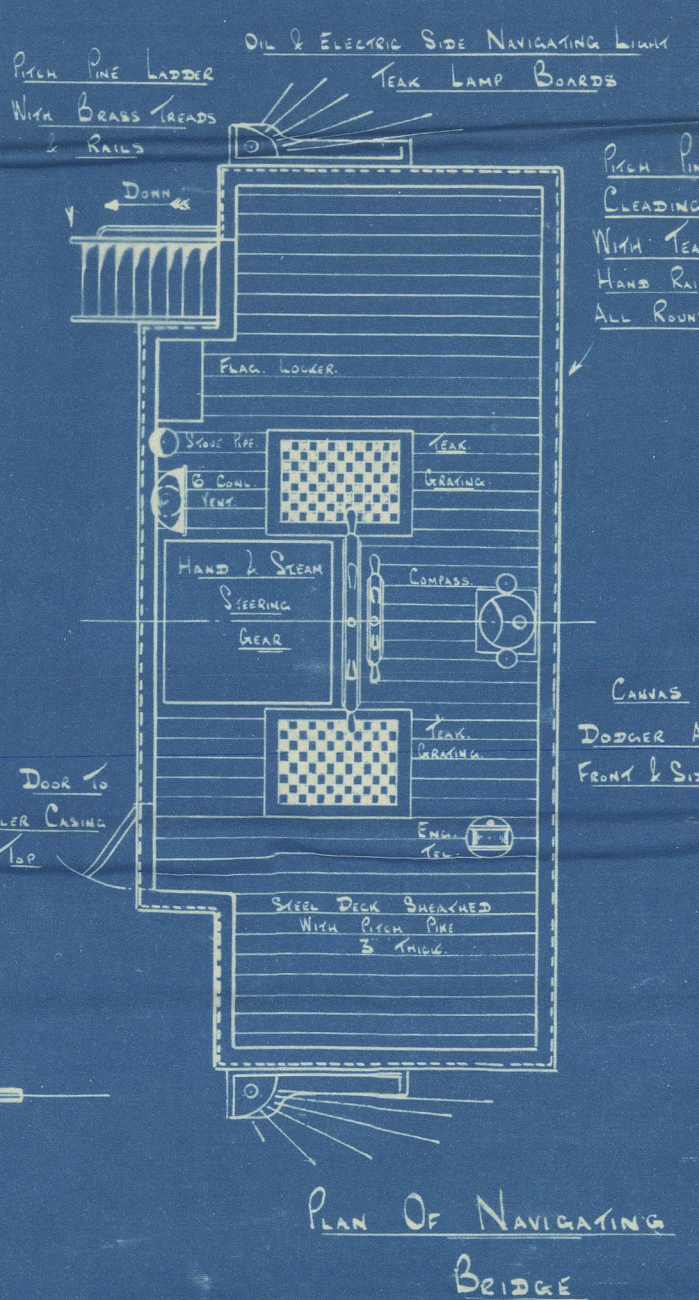 Oil & Electric Side Navigating Light
Teak Lamp Boards
Pitch Pine Ladder
With Brass Treads
& Rails
Down
Pitch Pin
Cleading
With Tea
Hand Rai
All Roun
Flag. Locker.
Stove Pipe.
6 Cowl.
Vent.
Teak.
Grating.
Hand & Steam
Steering
Gear
Compass.
Canvas
Dodger A
Front & Sid
Teak.
Grating.
Door To
ler Casing
Top
Eng.
Tel.
Steel Deck Sheathed
With Pitch Pine
3" Thick.
Plan Of Navigating
Bridge